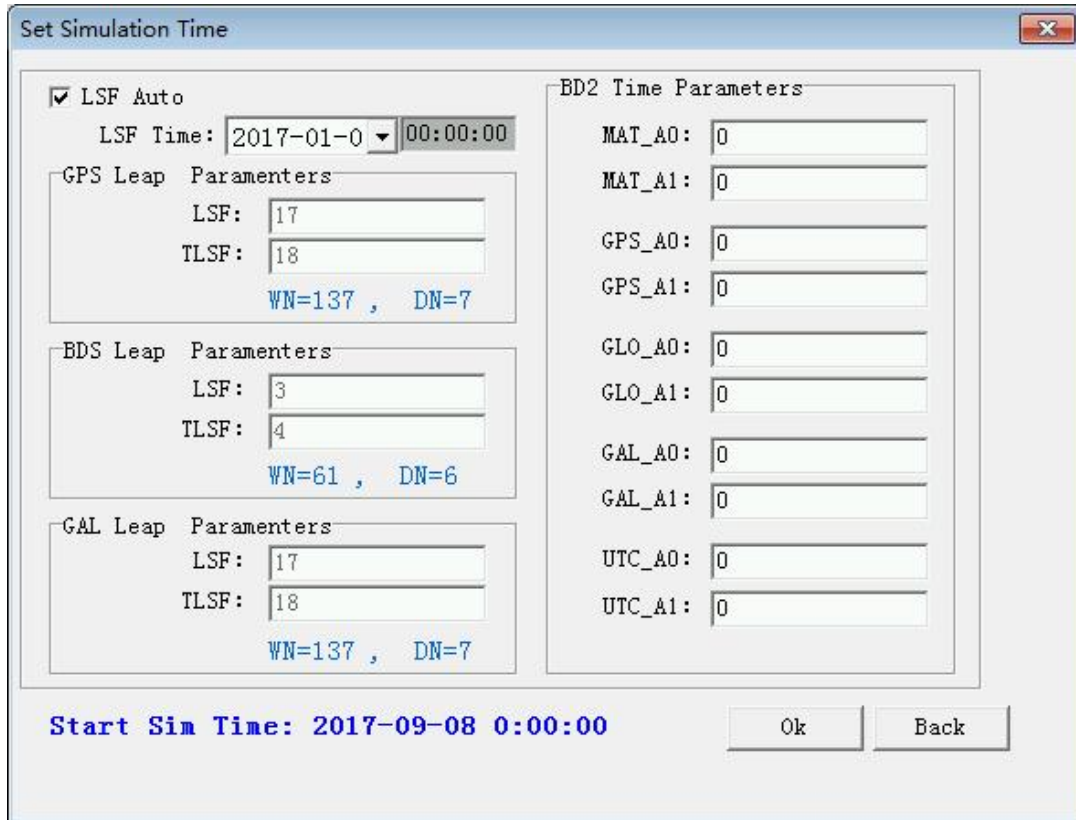 Set Simulation Time
LSF Auto
LSF Time: 2017-01-0 00:00:00
GPS Leap Paramenters
LSF: 17
TLSF: 18
WN=137 , DN=7
BDS Leap Paramenters
LSF: 3
TLSF: 4
WN=61 , DN=6
GAL Leap Paramenters
LSF: 17
TLSF: 18
WN=137 , DN=7
BD2 Time Parameters
MAT_A0: 0
MAT_A1: 0
GPS_A0: 0
GPS_A1: 0
GLO_A0: 0
GLO_A1: 0
GAL_A0: 0
GAL_A1: 0
UTC_A0: 0
UTC_A1: 0
Start Sim Time: 2017-09-08 0:00:00
Ok
Back